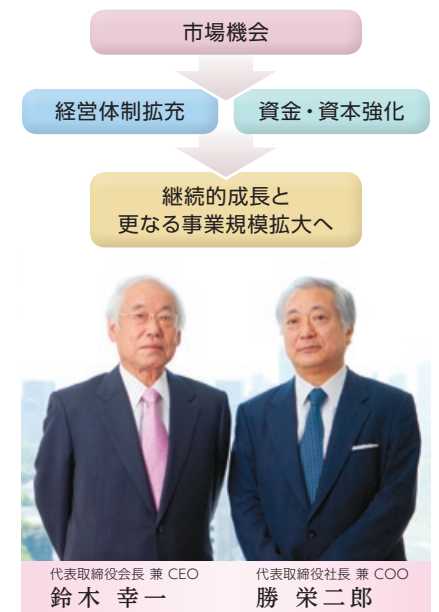 市場機会
経営体制拡充
資金・資本強化
継続的成長と
更なる事業規模拡大へ
代表取締役会長 兼 CEO
鈴木 幸一
代表取締役社長 兼 COO
勝 栄二郎